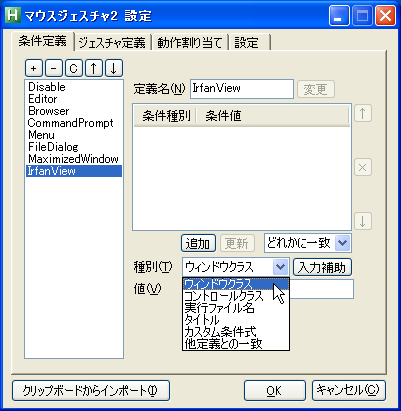 H マウスジェスチャ2 設定
条件定義 ジェスチャ定義 動作割り当て 設定
+ - C ↑ ↓
Disable
Editor
Browser
CommandPrompt
Menu
FileDialog
MaximizedWindow
IrfanView
定義名(N) IrfanView 変更
条件種別 条件値
↑
×
↓
追加 更新 どれかに一致
種別(T) ウィンドウクラス 入力補助
値(V)
ウィンドウクラス
コントロールクラス
実行ファイル名
タイトル
カスタム条件式
他定義との一致
クリップボードからインポート(I) OK キャンセル(C)